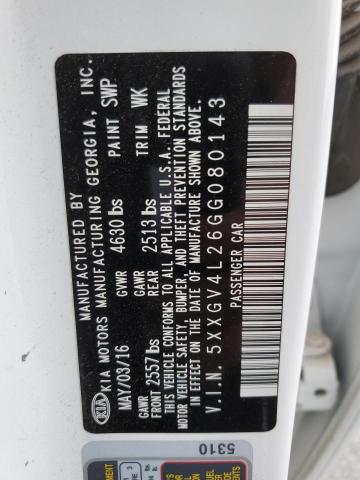 MANUFACTURED BY
KIA KIA MOTORS MANUFACTURING GEORGIA, INC.
MAY/03/16 GVWR 4630 lbs PAINT SWP
GAWR FRONT 2557 lbs GAWR REAR 2513 lbs TRIM WK
THIS VEHICLE CONFORMS TO ALL APPLICABLE U.S.A. FEDERAL
MOTOR VEHICLE SAFETY, BUMPER, AND THEFT PREVENTION STANDARDS
IN EFFECT ON THE DATE OF MANUFACTURE SHOWN ABOVE.
V.I.N. 5XXGV4L26GG080143
PASSENGER CAR
5310